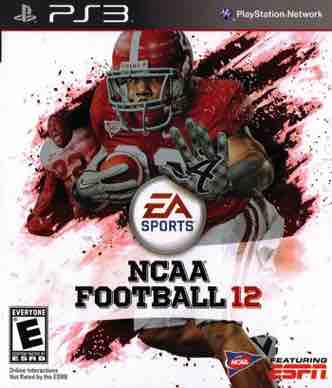 PS3
PlayStation Network
4
EA
SPORTS
NCAA
FOOTBALL 12
EVERYONE
E
ESRB
Online Interactions
Not Rated by the ESRB
NCAA
FEATURING
ESPN